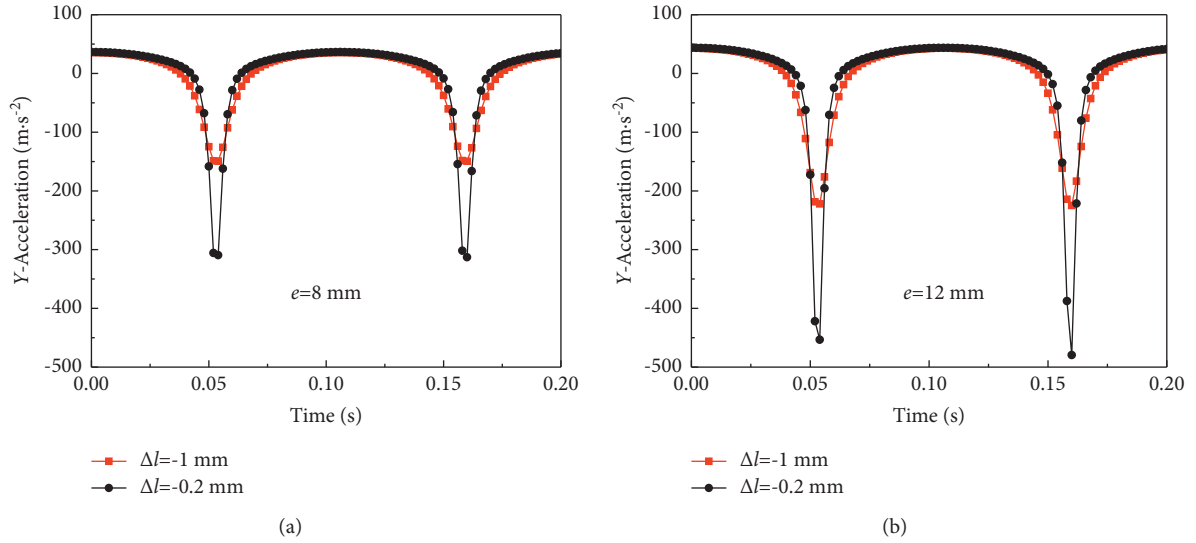 100
0
-100
-200
-300
-400
-500
Y-Acceleration (m·s-2)
e=8 mm
0.00 0.05 0.10 0.15 0.20
Time (s)
Δl=-1 mm
Δl=-0.2 mm
(a)
100
0
-100
-200
-300
-400
-500
Y-Acceleration (m·s-2)
e=12 mm
0.00 0.05 0.10 0.15 0.20
Time (s)
Δl=-1 mm
Δl=-0.2 mm
(b)